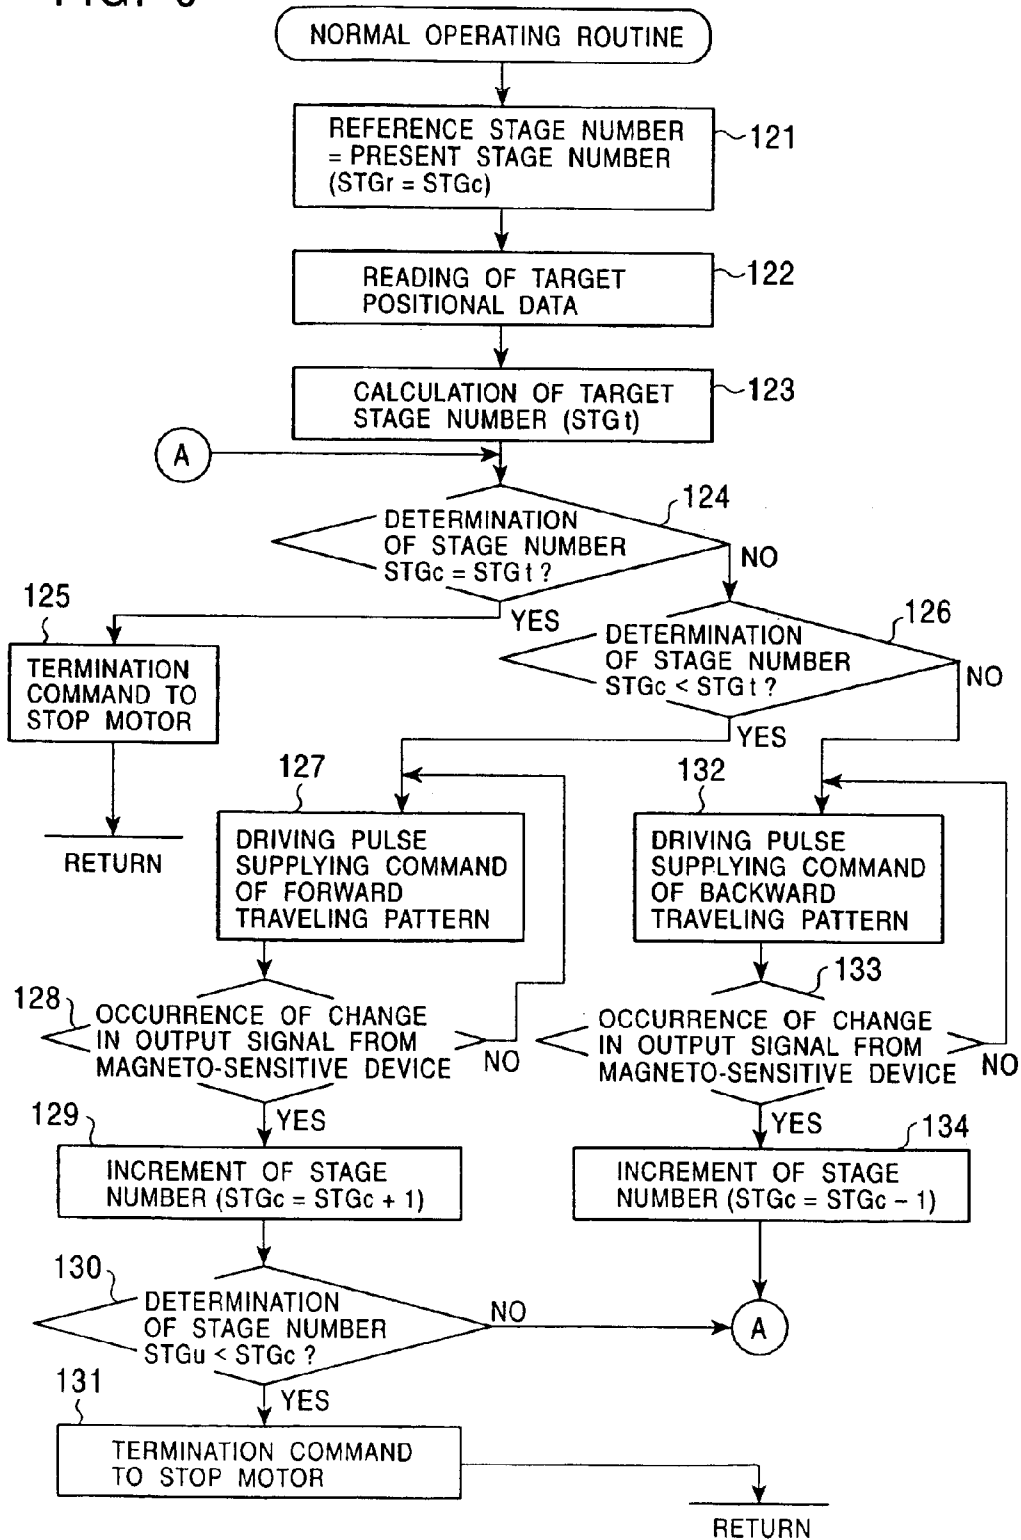 NORMAL OPERATING ROUTINE
REFERENCE STAGE NUMBER
= PRESENT STAGE NUMBER
(STGr = STGc)
121
READING OF TARGET
POSITIONAL DATA
122
CALCULATION OF TARGET
STAGE NUMBER (STGt)
123
A
DETERMINATION
OF STAGE NUMBER
STGc = STGt ?
124
NO
YES
125
TERMINATION
COMMAND TO
STOP MOTOR
RETURN
DETERMINATION
OF STAGE NUMBER
STGc < STGt ?
126
NO
YES
127
DRIVING PULSE
SUPPLYING COMMAND
OF FORWARD
TRAVELING PATTERN
132
DRIVING PULSE
SUPPLYING COMMAND
OF BACKWARD
TRAVELING PATTERN
128
OCCURRENCE OF CHANGE
IN OUTPUT SIGNAL FROM
MAGNETO-SENSITIVE DEVICE
NO
YES
133
OCCURRENCE OF CHANGE
IN OUTPUT SIGNAL FROM
MAGNETO-SENSITIVE DEVICE
NO
YES
129
INCREMENT OF STAGE
NUMBER (STGc = STGc + 1)
134
INCREMENT OF STAGE
NUMBER (STGc = STGc − 1)
130
DETERMINATION
OF STAGE NUMBER
STGu < STGc ?
NO
A
YES
131
TERMINATION COMMAND
TO STOP MOTOR
RETURN